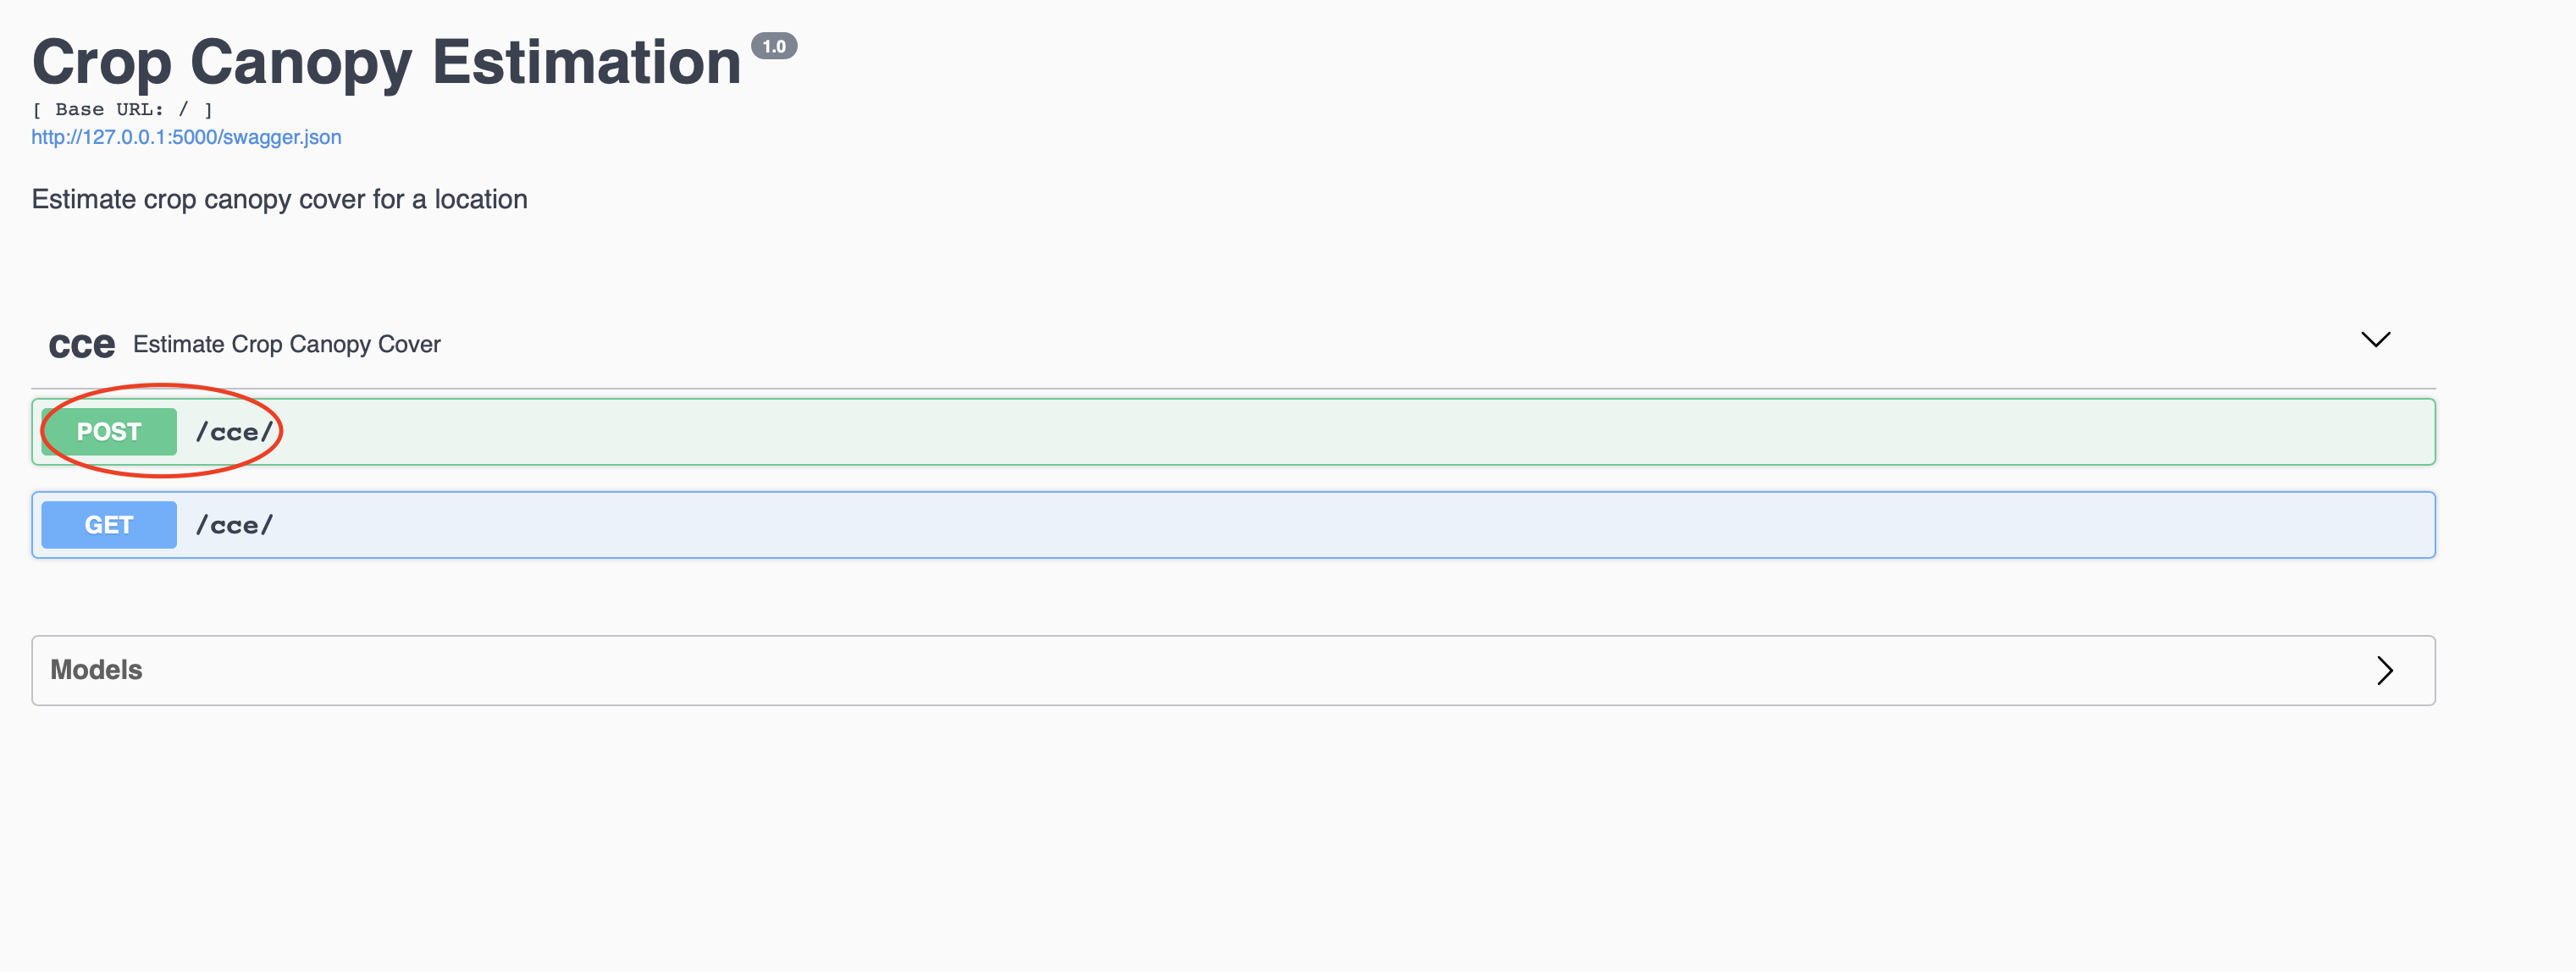 Crop Canopy Estimation 1.0
[ Base URL: / ]
http://127.0.0.1:5000/swagger.json
Estimate crop canopy cover for a location
cce Estimate Crop Canopy Cover
POST /cce/
GET /cce/
Models